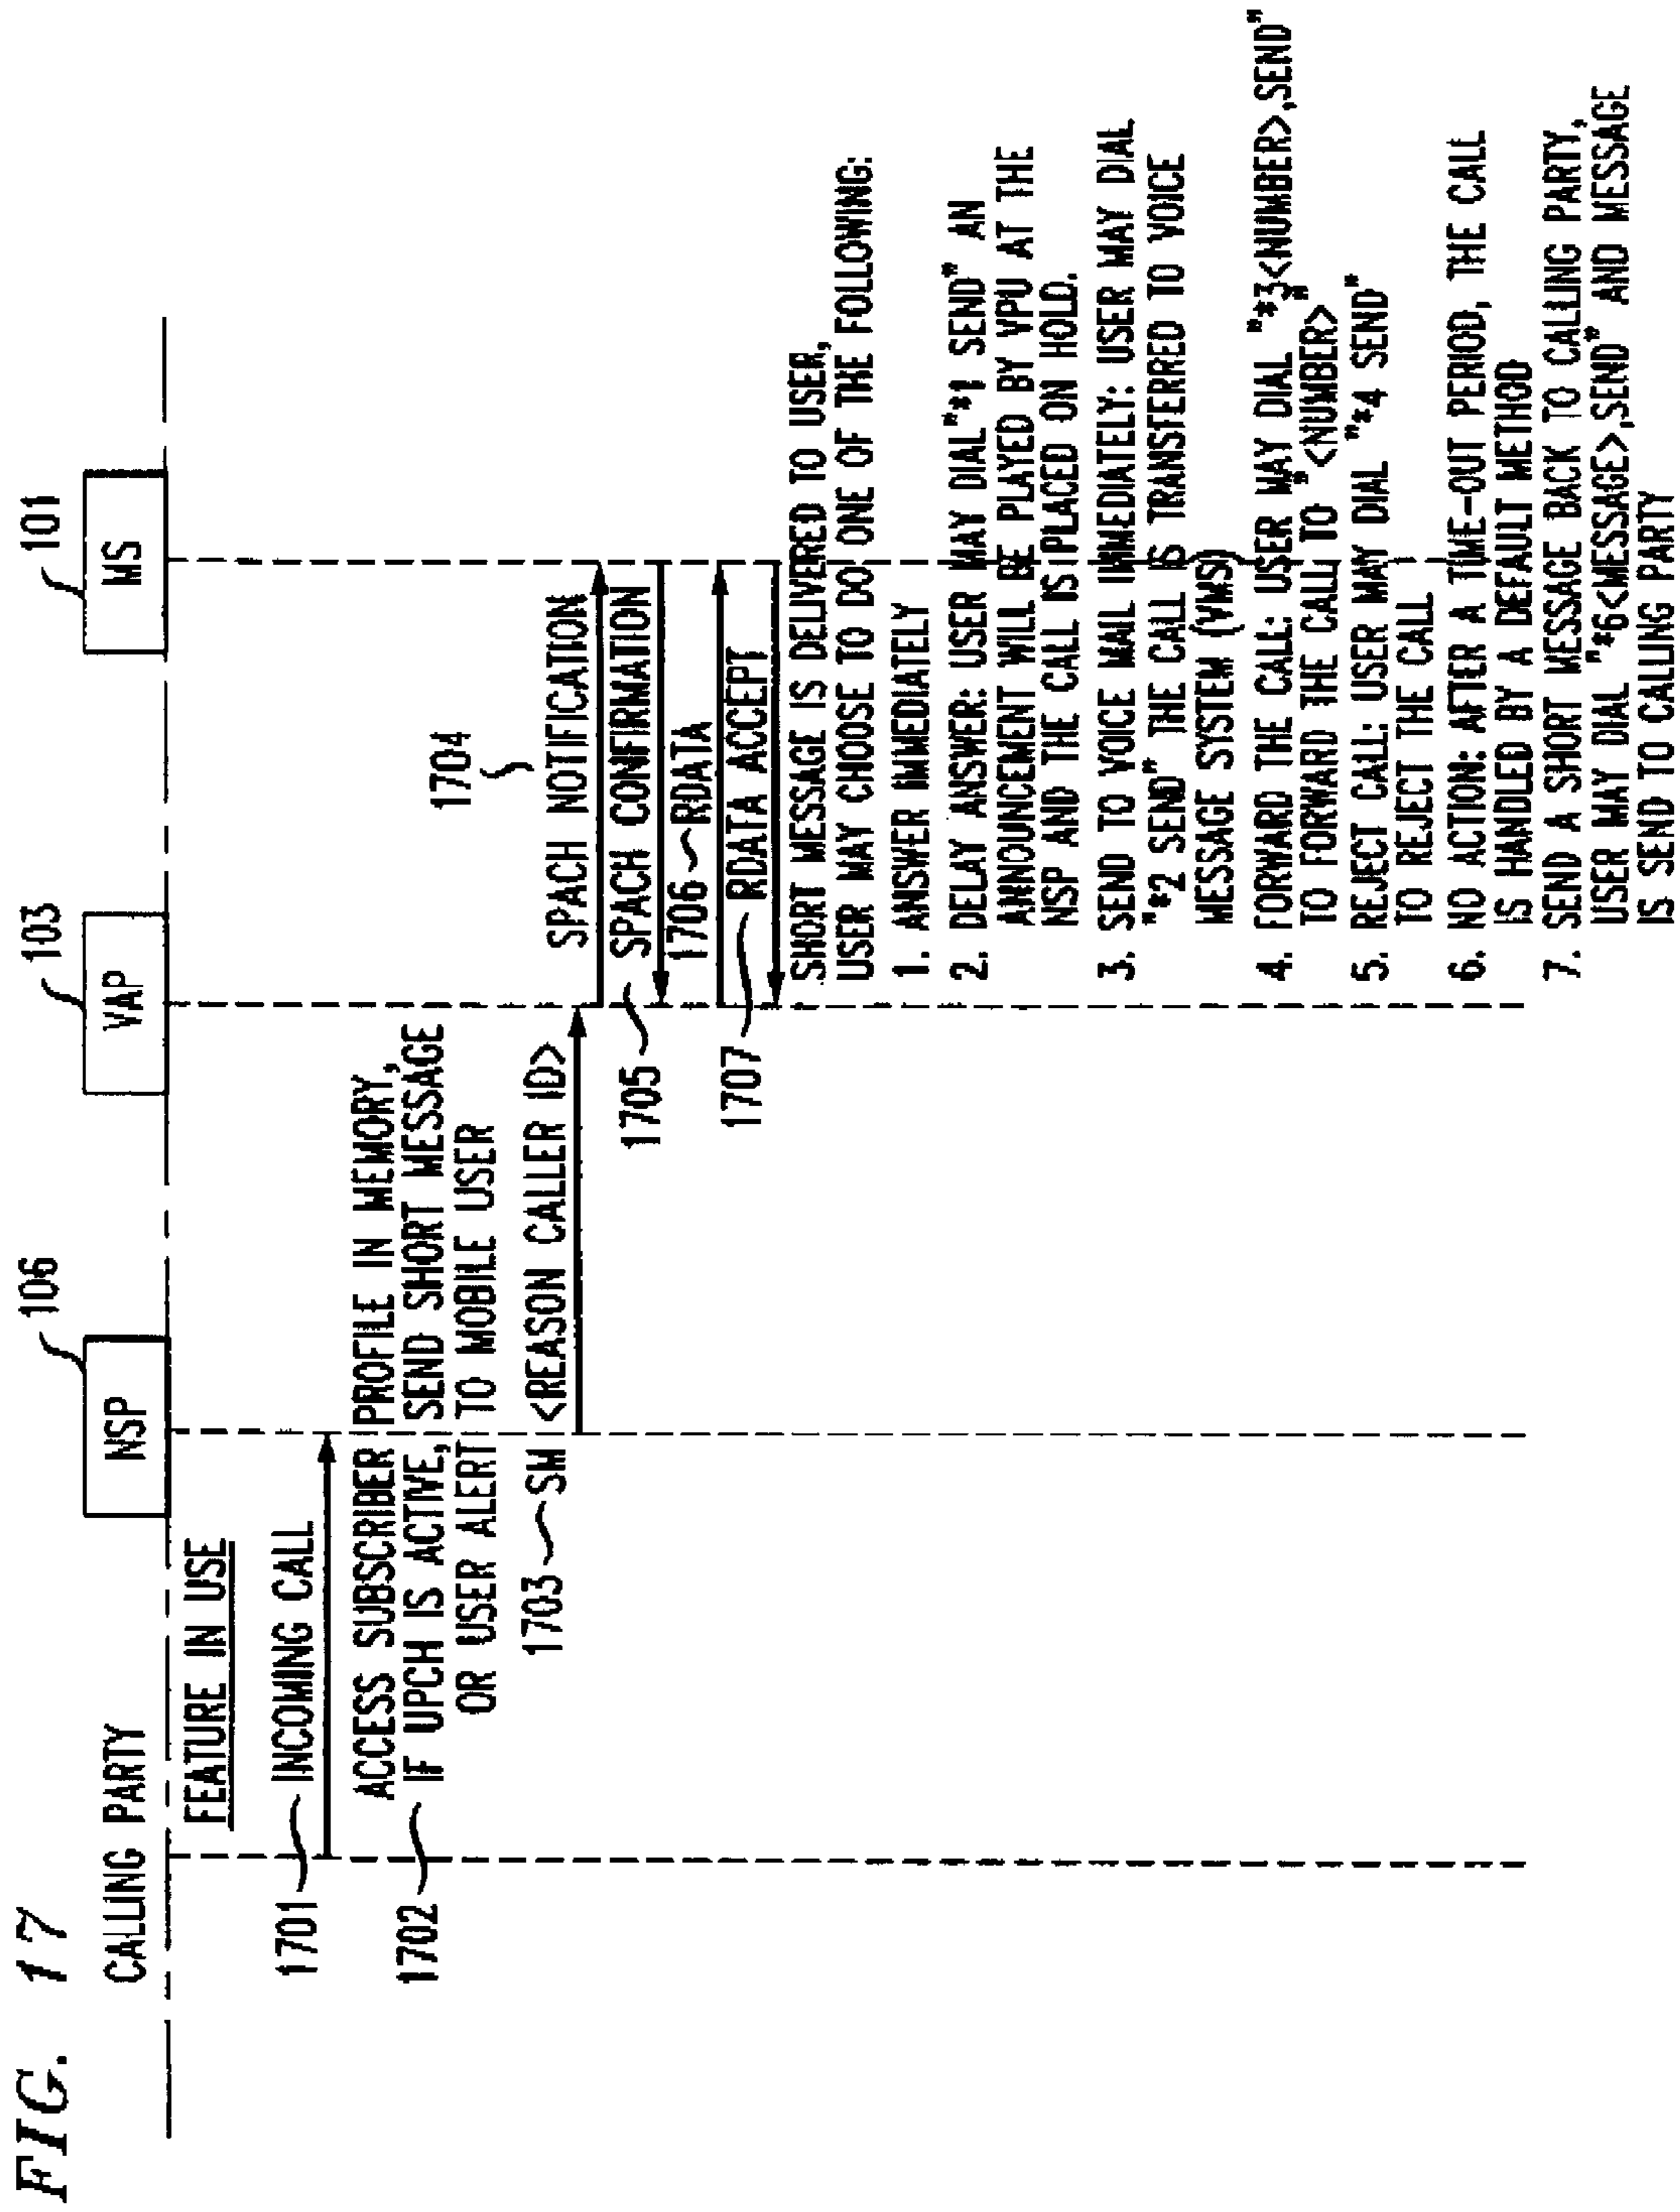 FIG. 17
CALLING PARTY
NSP
106
VAP
103
MS
101
FEATURE IN USE
1701
INCOMING CALL
1702
ACCESS SUBSCRIBER PROFILE IN MEMORY,
IF UPCH IS ACTIVE, SEND SHORT MESSAGE
OR USER ALERT TO MOBILE USER
1703
SM <REASON CALLER ID>
1704
SPACH NOTIFICATION
1705
SPACH CONFIRMATION
1706
RDATA
1707
RDATA ACCEPT
SHORT MESSAGE IS DELIVERED TO USER,
USER MAY CHOOSE TO DO ONE OF THE FOLLOWING:
1. ANSWER IMMEDIATELY
2. DELAY ANSWER: USER MAY DIAL "*1 SEND" AN
ANNOUNCEMENT WILL BE PLAYED BY VPU AT THE
NSP AND THE CALL IS PLACED ON HOLD.
3. SEND TO VOICE MAIL IMMEDIATELY: USER MAY DIAL
"*2 SEND" THE CALL IS TRANSFERRED TO VOICE
MESSAGE SYSTEM (VMS)
4. FORWARD THE CALL: USER MAY DIAL "*3<NUMBER>,SEND"
TO FORWARD THE CALL TO "<NUMBER>"
5. REJECT CALL: USER MAY DIAL "*4 SEND"
TO REJECT THE CALL
6. NO ACTION: AFTER A TIME-OUT PERIOD, THE CALL
IS HANDLED BY A DEFAULT METHOD
7. SEND A SHORT MESSAGE BACK TO CALLING PARTY,
USER MAY DIAL "*6<MESSAGE>,SEND" AND MESSAGE
IS SEND TO CALLING PARTY